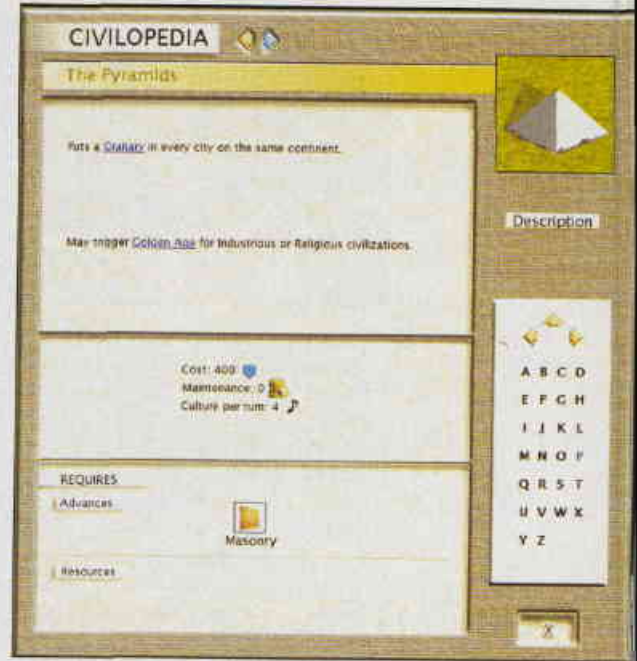 CIVILOPEDIA
The Pyramids
Puts a Granary in every city on the same continent.
May trigger Golden Age for Industrious or Religious civilizations.
Description
Cost: 400
Maintenance: 0
Culture per turn: 4
REQUIRES
Advances
Masonry
Resources
A B C D
E F G H
I J K L
M N O P
Q R S T
U V W X
Y Z
X